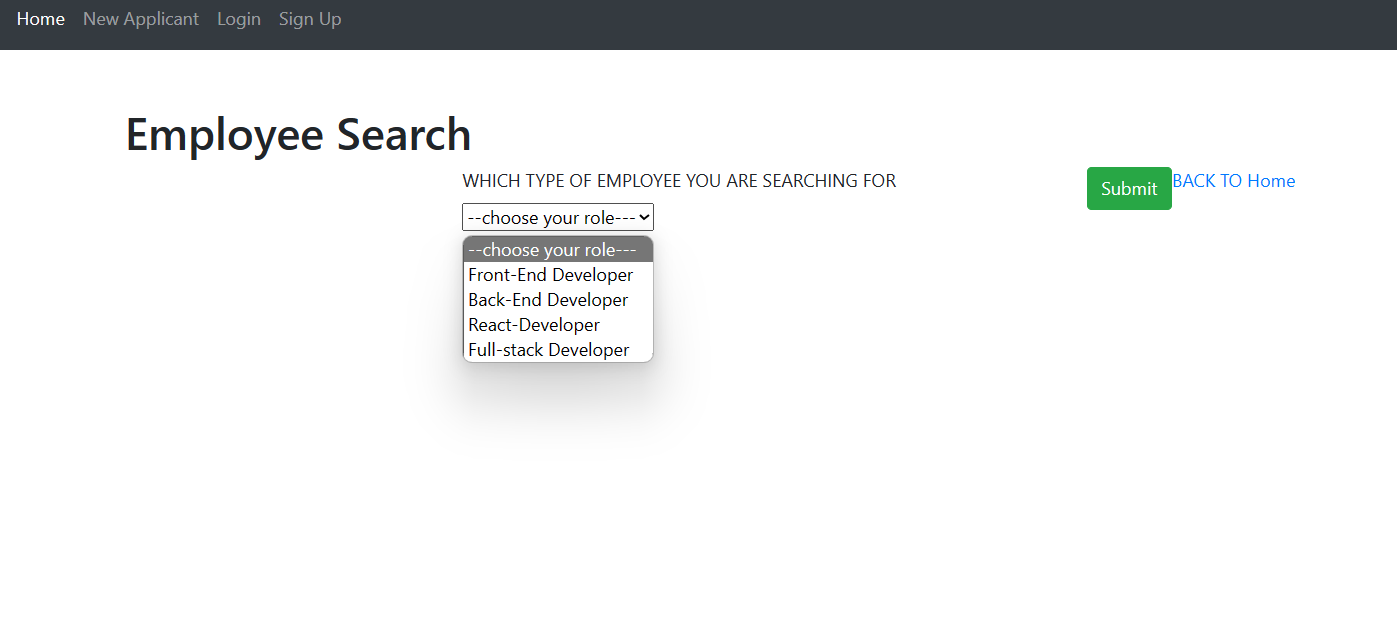 Home New Applicant Login Sign Up
Employee Search
WHICH TYPE OF EMPLOYEE YOU ARE SEARCHING FOR
Submit BACK TO Home
--choose your role---
--choose your role---
Front-End Developer
Back-End Developer
React-Developer
Full-stack Developer